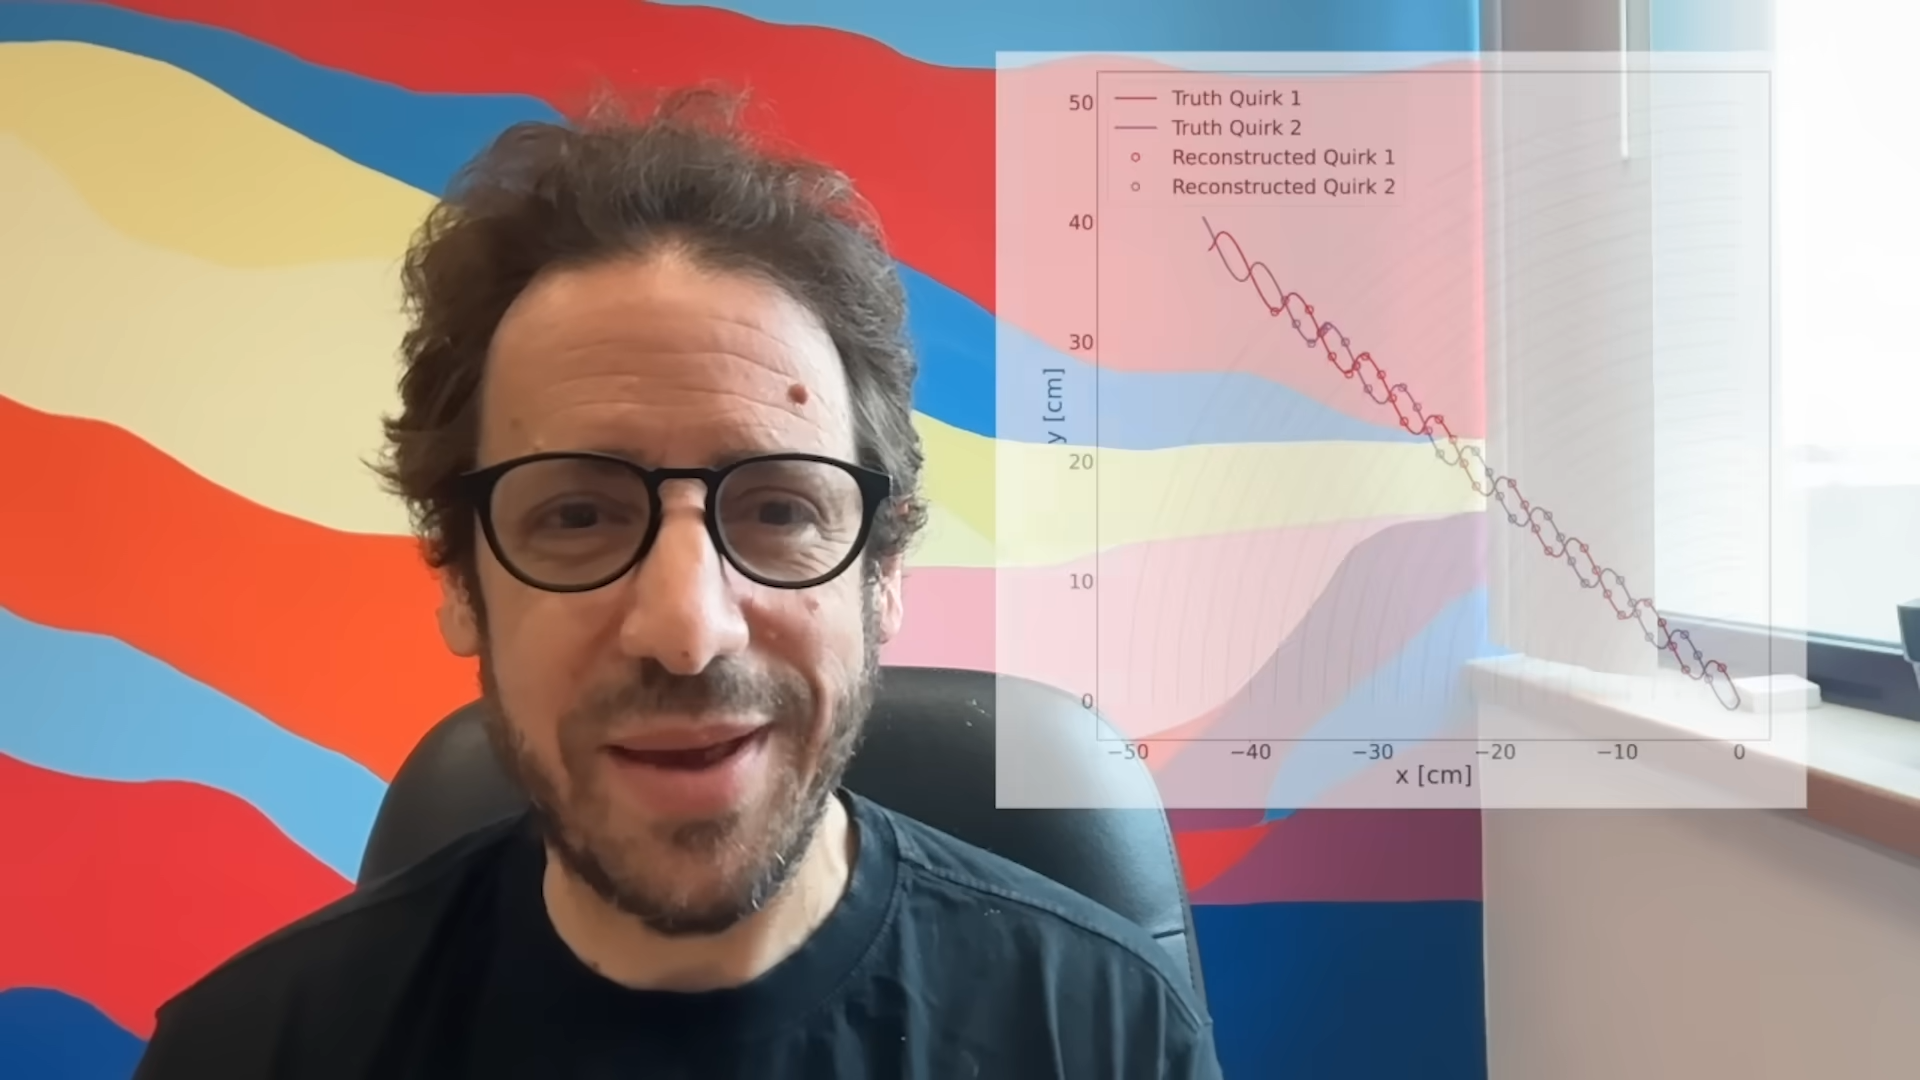 Truth Quirk 1
Truth Quirk 2
Reconstructed Quirk 1
Reconstructed Quirk 2
50
40
30
20
10
0
y [cm]
−50 −40 −30 −20 −10 0
x [cm]